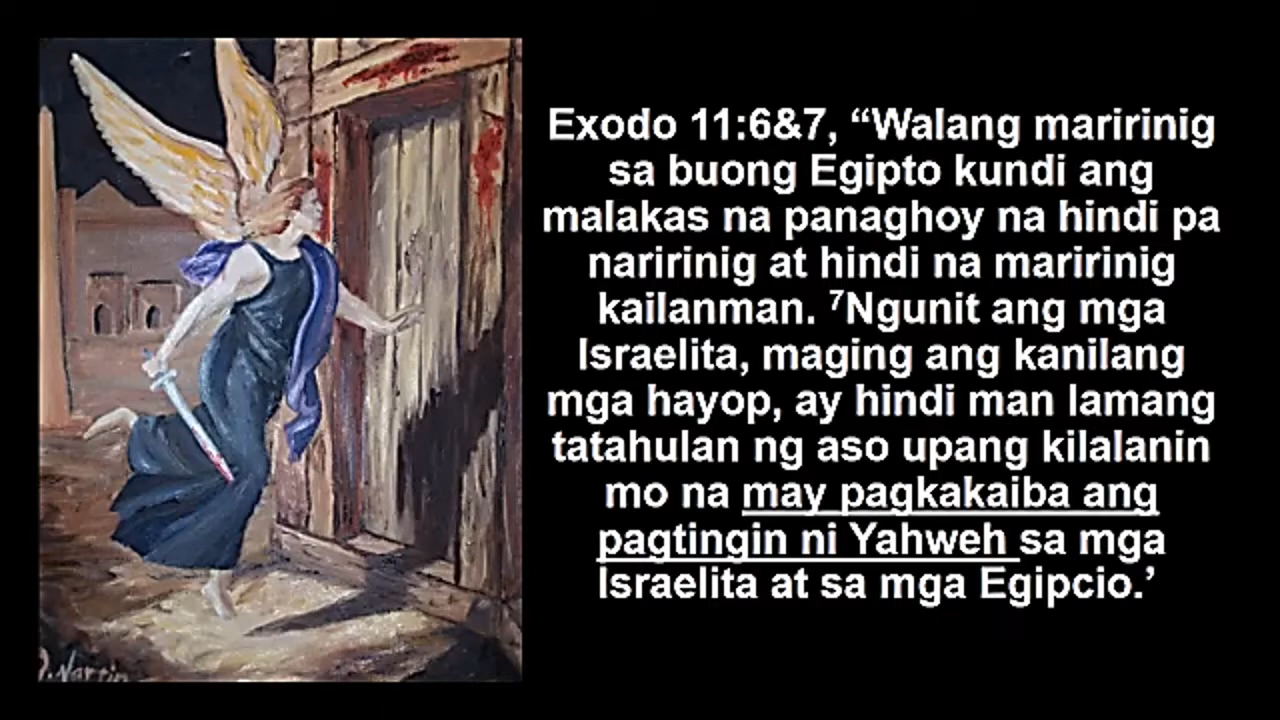 Exodo 11:6&7, “Walang maririnig
sa buong Egipto kundi ang
malakas na panaghoy na hindi pa
naririnig at hindi na maririnig
kailanman. ⁷Ngunit ang mga
Israelita, maging ang kanilang
mga hayop, ay hindi man lamang
tatahulan ng aso upang kilalanin
mo na may pagkakaiba ang
pagtingin ni Yahweh sa mga
Israelita at sa mga Egipcio.’